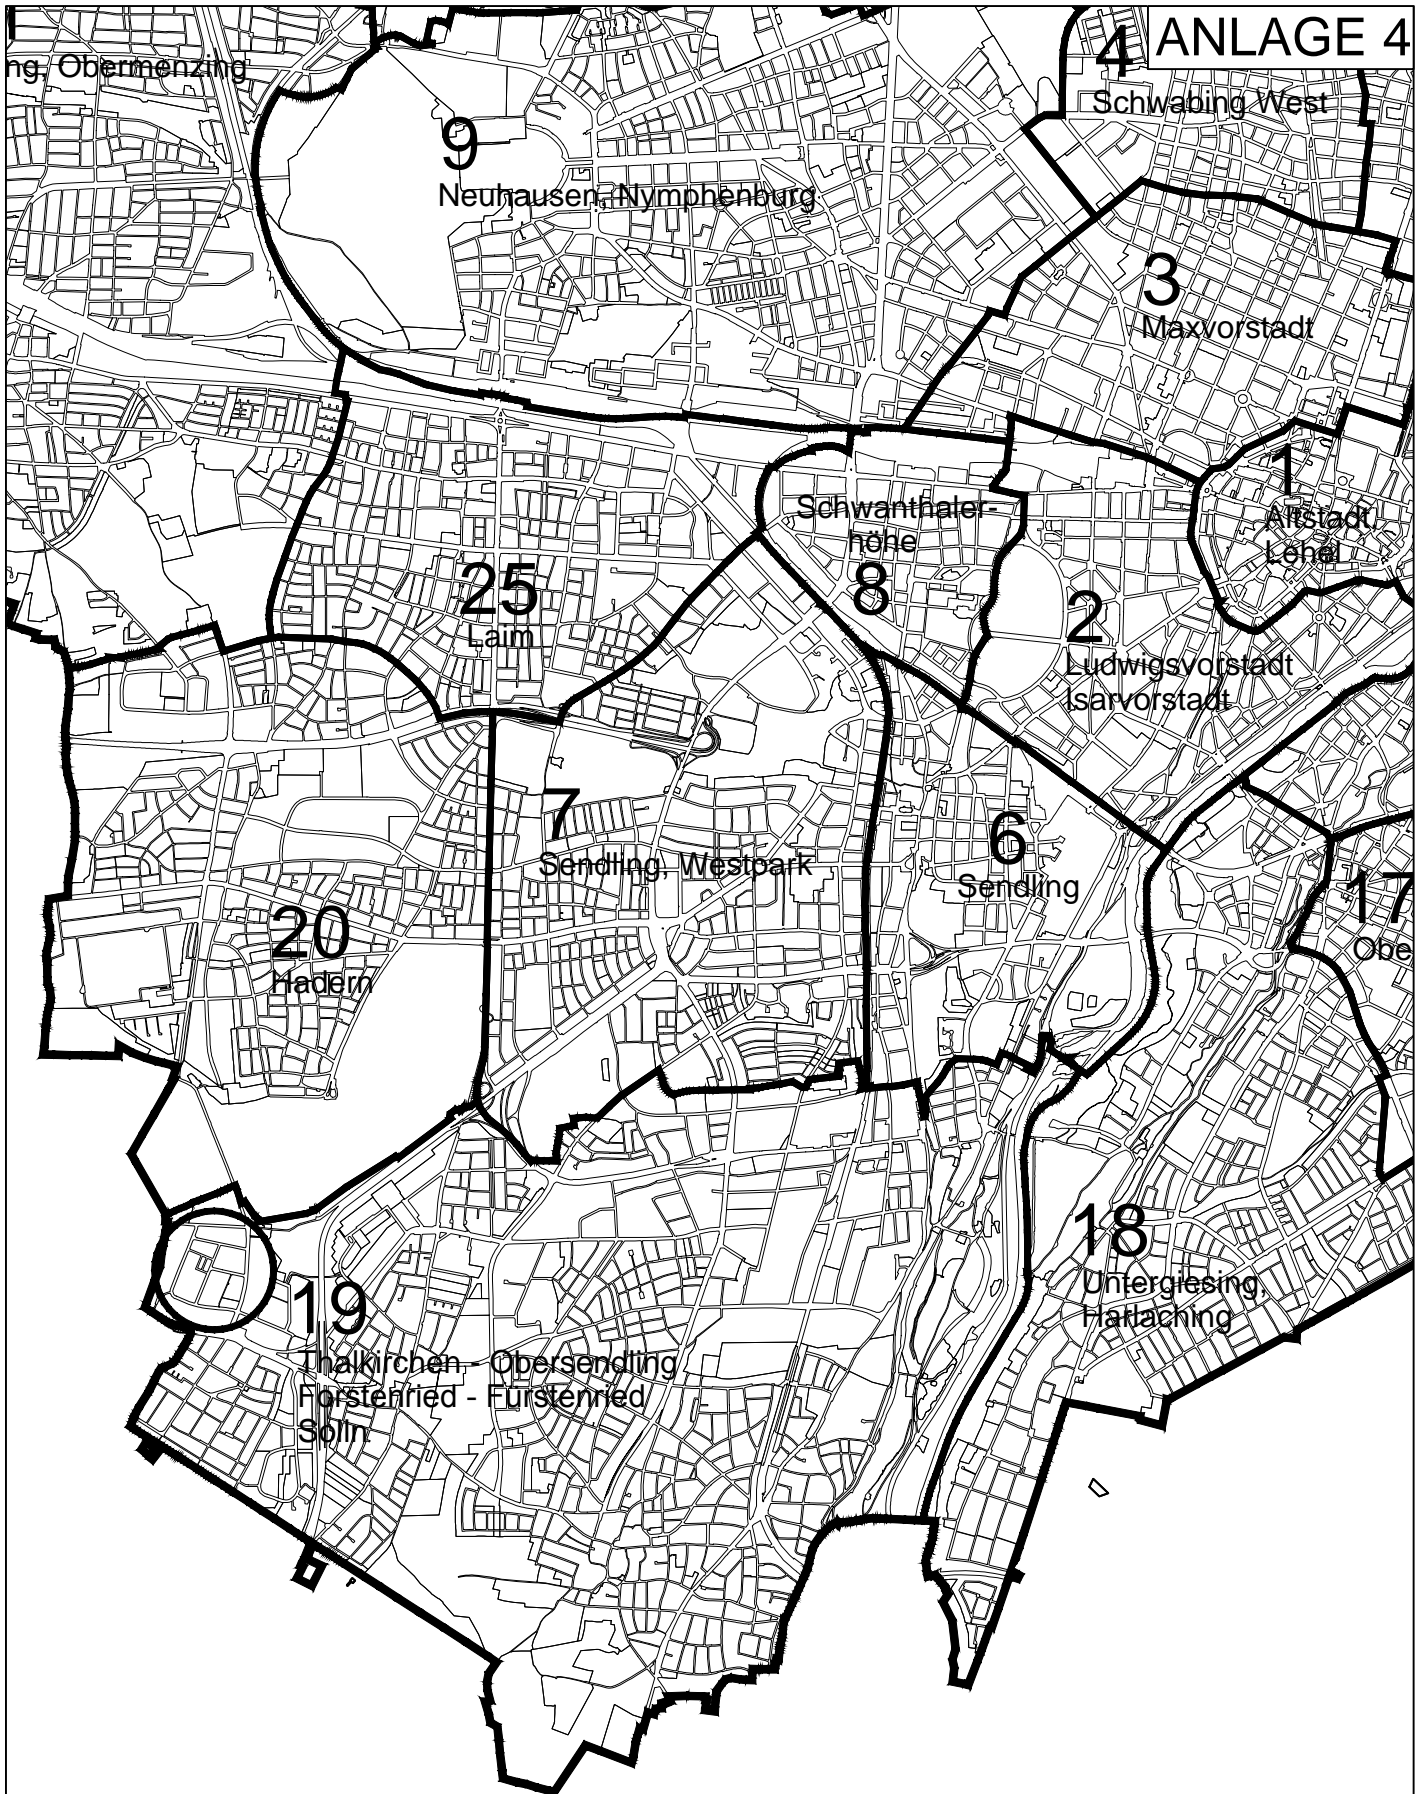 ANLAGE 4
ng, Obermenzing
4
Schwabing West
9
Neuhausen, Nymphenburg
3
Maxvorstadt
1
Altstadt,
Lehel
Schwanthaler-
höhe
8
25
Laim
2
Ludwigsvorstadt
Isarvorstadt
7
Sendling, Westpark
6
Sendling
17
Obe
20
Hadern
18
Untergiesing,
Harlaching
19
Thalkirchen - Obersendling
Forstenried - Fürstenried
Solln